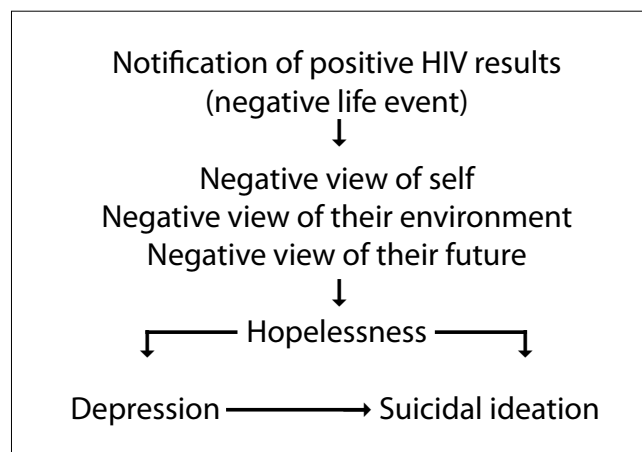 Notification of positive HIV results
(negative life event)
Negative view of self
Negative view of their environment
Negative view of their future
Hopelessness
Depression Suicidal ideation